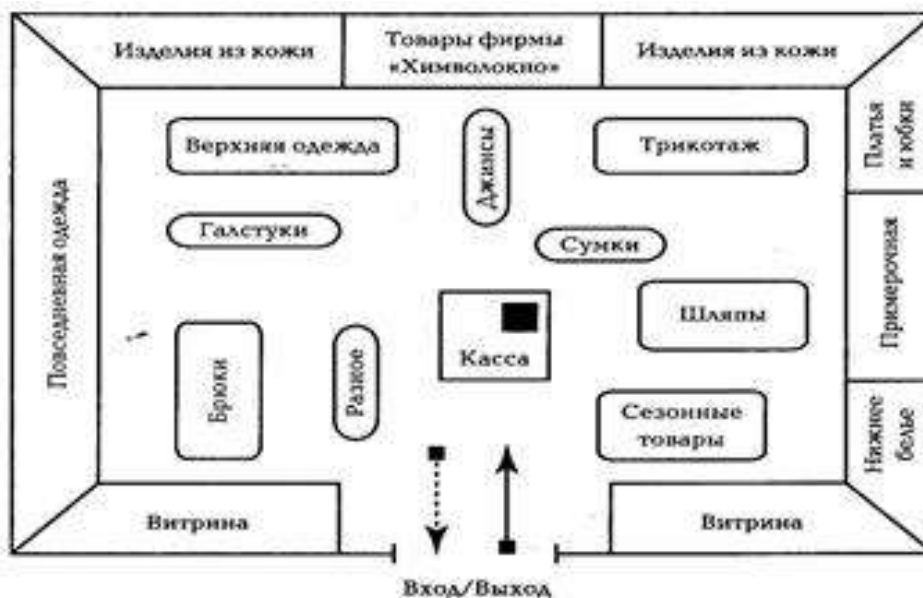 Изделия из кожи
Товары фирмы
«Химволокно»
Изделия из кожи
Верхняя одежда
Джинсы
Трикотаж
Платья
и юбки
Галстуки
Сумки
Повседневная одежда
Примерочная
Шляпы
Касса
Брюки
Разное
Сезонные
товары
Нижнее
белье
Витрина
Витрина
Вход/Выход